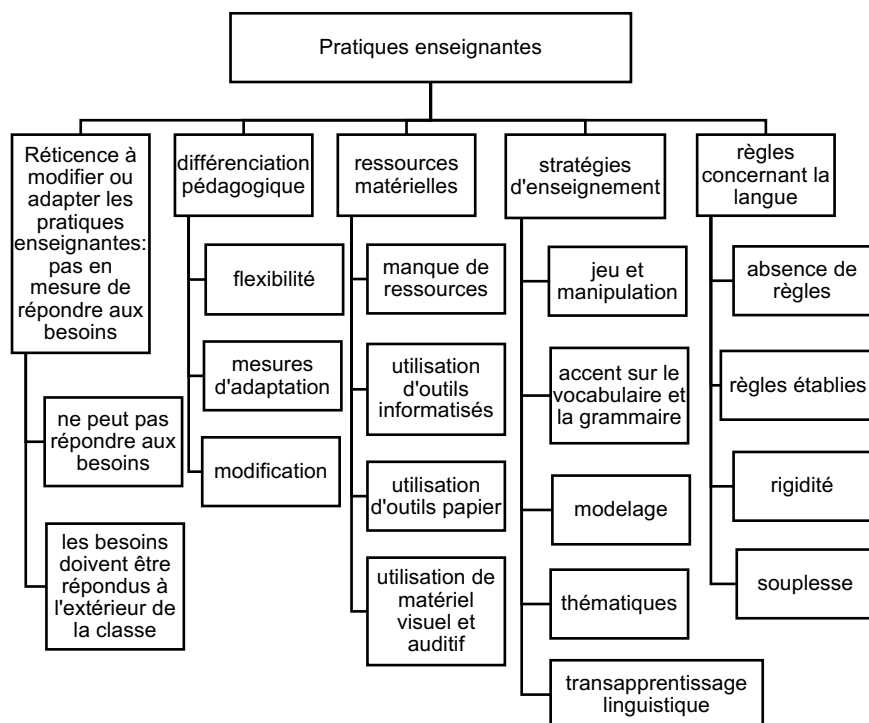 Pratiques enseignantes
Réticence à
modifier ou
adapter les
pratiques
enseignantes:
pas en
mesure de
répondre aux
besoins
ne peut pas
répondre aux
besoins
les besoins
doivent être
répondus à
l'extérieur de
la classe
différenciation
pédagogique
flexibilité
mesures
d'adaptation
modification
ressources
matérielles
manque de
ressources
utilisation
d'outils
informatisés
utilisation
d'outils papier
utilisation de
matériel
visuel et
auditif
stratégies
d'enseignement
jeu et
manipulation
accent sur le
vocabulaire et
la grammaire
modelage
thématiques
transapprentissage
linguistique
règles
concernant la
langue
absence de
règles
règles établies
rigidité
souplesse